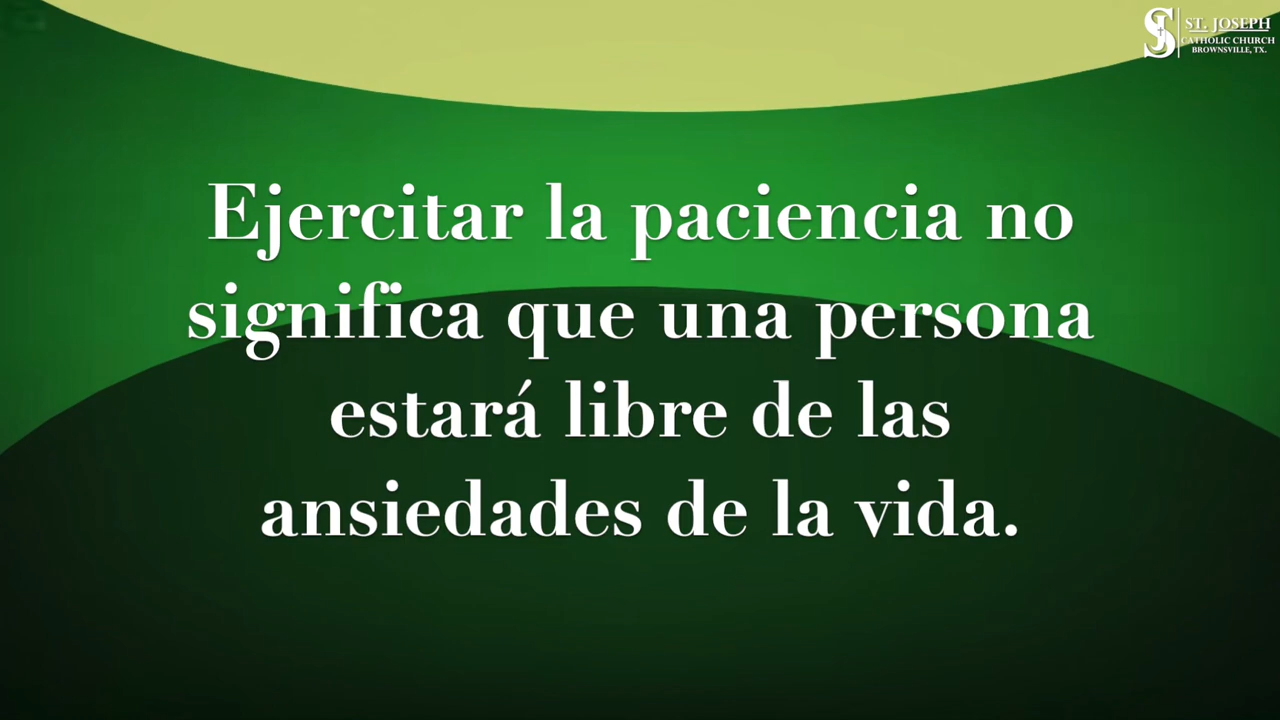 ST. JOSEPH
CATHOLIC CHURCH
BROWNSVILLE, TX.
Ejercitar la paciencia no
significa que una persona
estará libre de las
ansiedades de la vida.